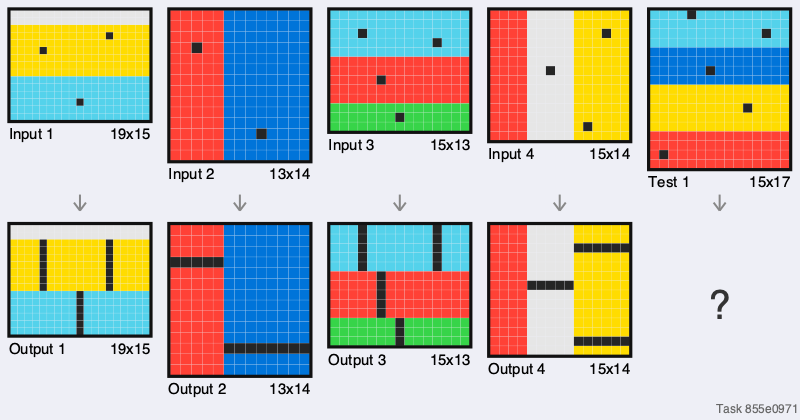 Input 1 19x15
Input 2 13x14
Input 3 15x13
Input 4 15x14
Test 1 15x17
Output 1 19x15
Output 2 13x14
Output 3 15x13
Output 4 15x14
?
Task 855e0971